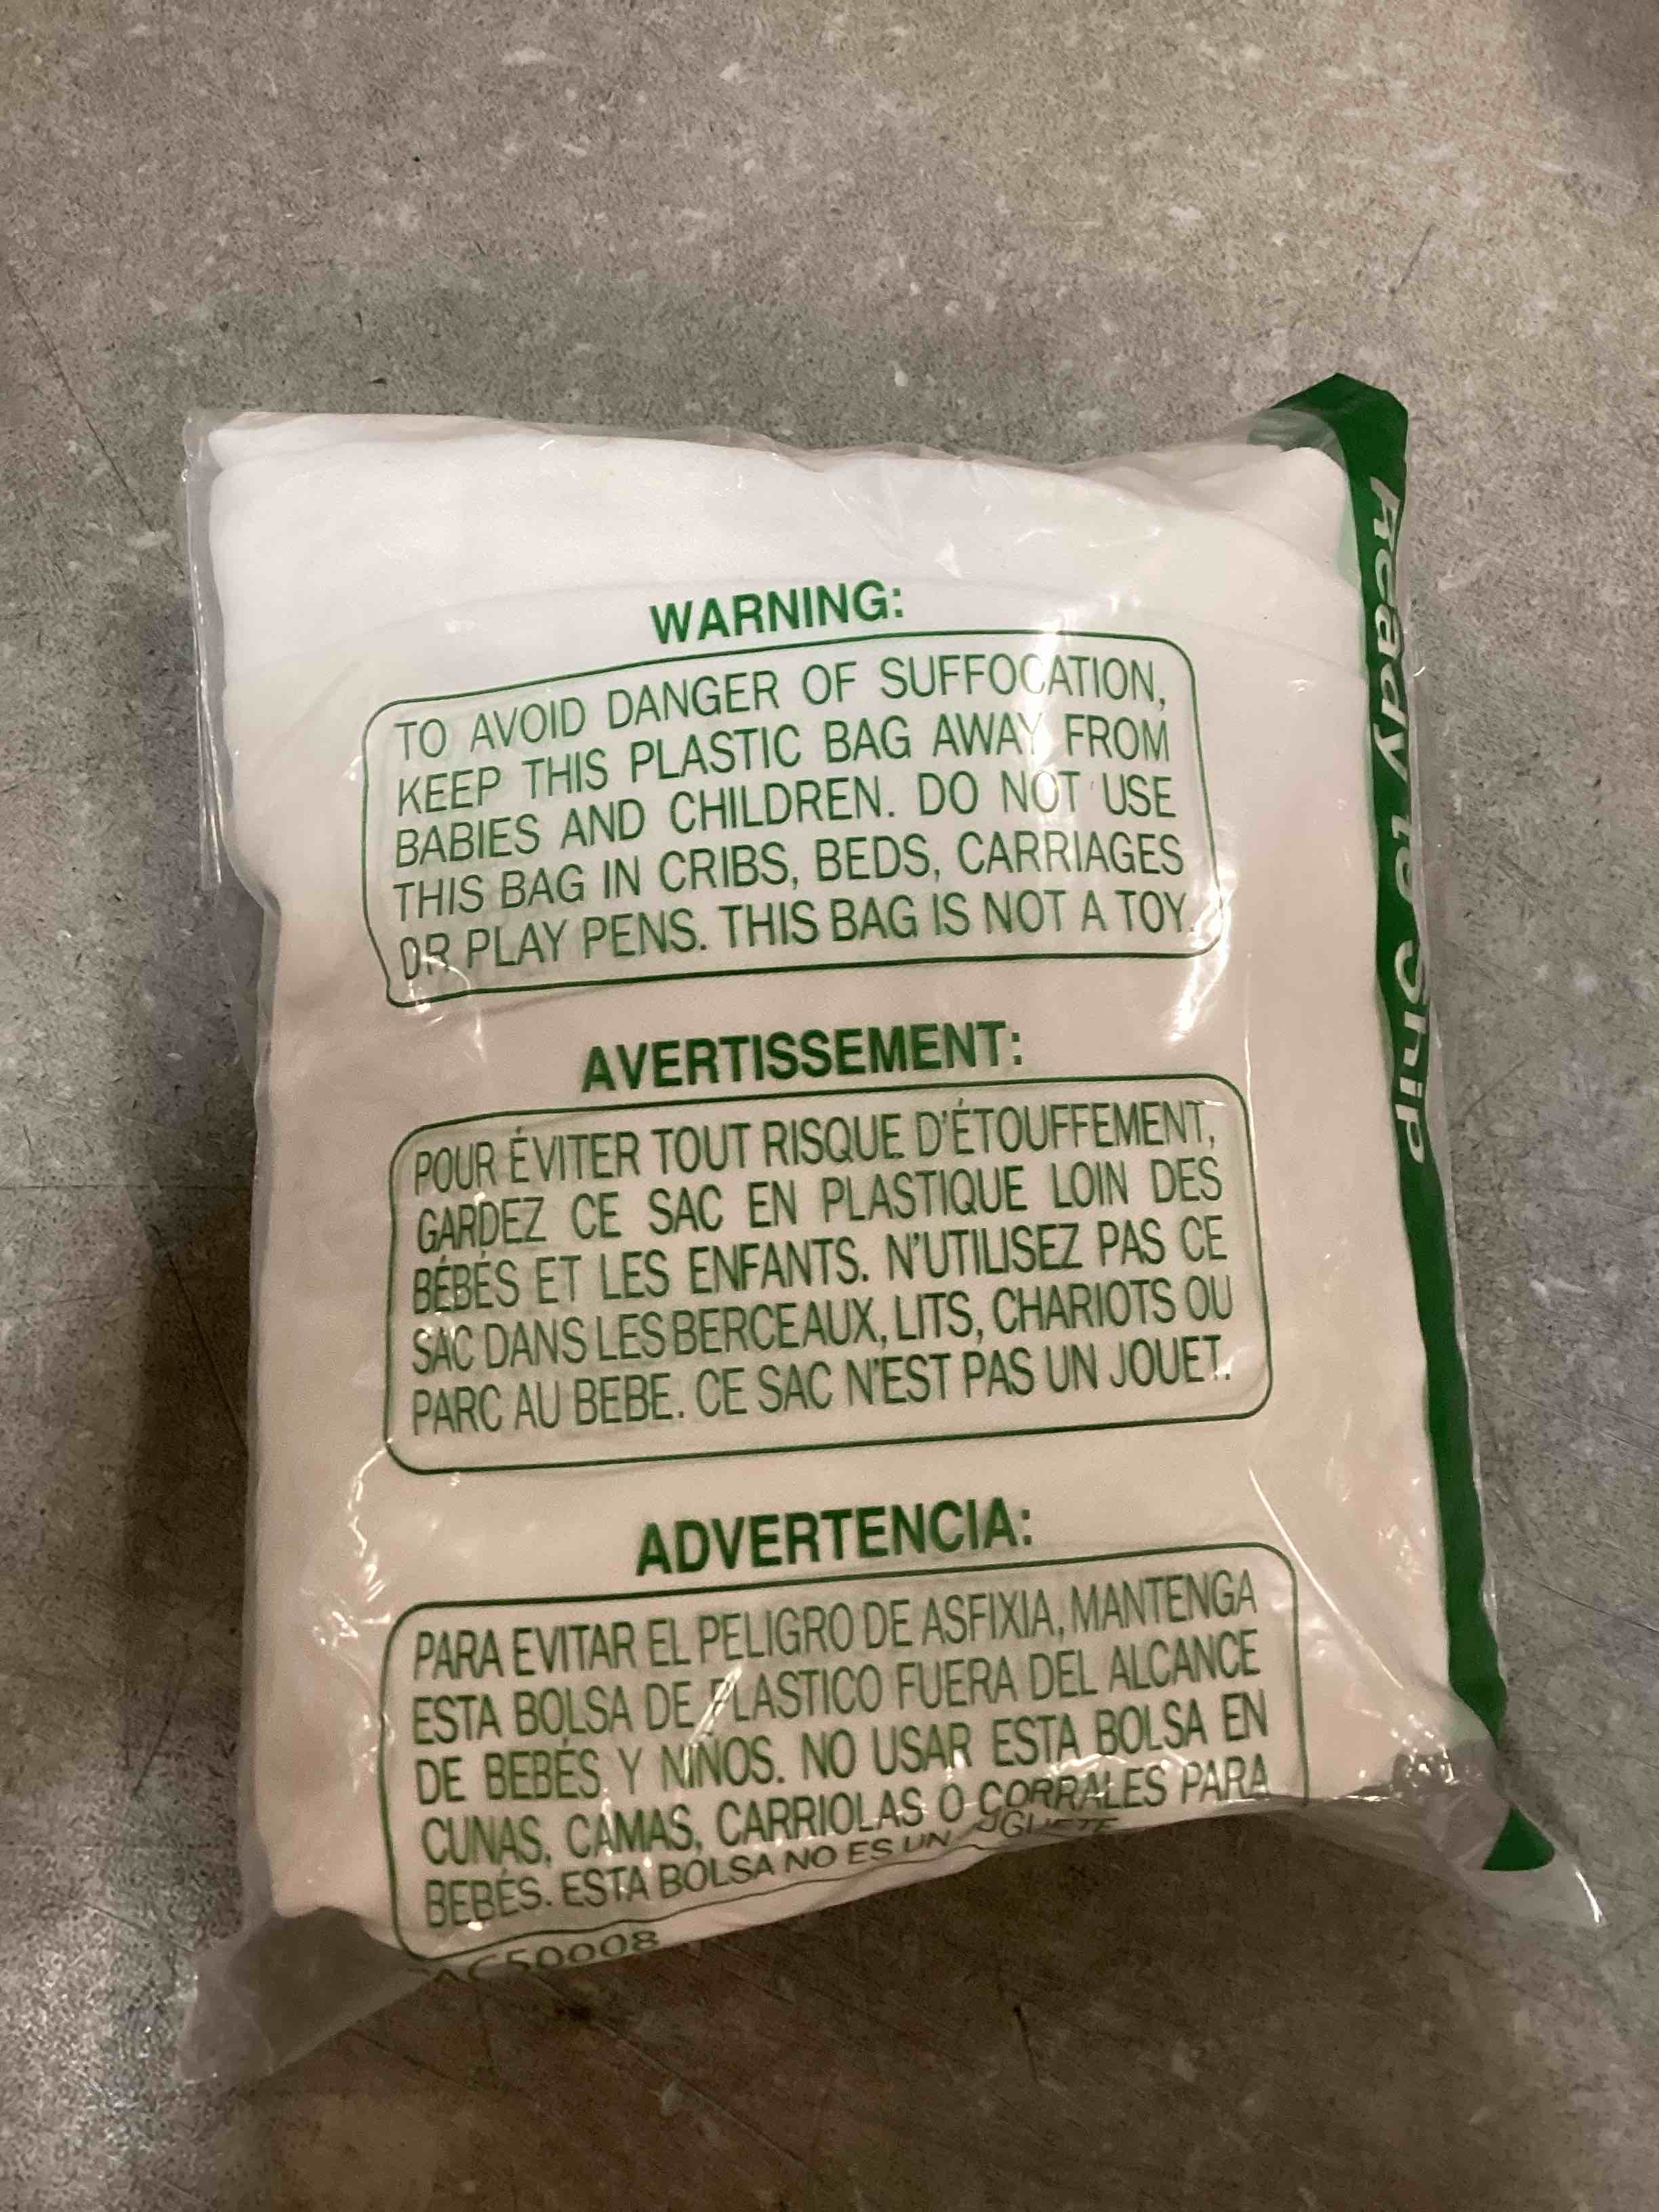 WARNING:
TO AVOID DANGER OF SUFFOCATION,
KEEP THIS PLASTIC BAG AWAY FROM
BABIES AND CHILDREN. DO NOT USE
THIS BAG IN CRIBS, BEDS, CARRIAGES
OR PLAY PENS. THIS BAG IS NOT A TOY.
AVERTISSEMENT:
POUR ÉVITER TOUT RISQUE D'ÉTOUFFEMENT,
GARDEZ CE SAC EN PLASTIQUE LOIN DES
BÉBÉS ET LES ENFANTS. N'UTILISEZ PAS CE
SAC DANS LES BERCEAUX, LITS, CHARIOTS OU
PARC AU BEBE. CE SAC N'EST PAS UN JOUET.
ADVERTENCIA:
PARA EVITAR EL PELIGRO DE ASFIXIA, MANTENGA
ESTA BOLSA DE PLASTICO FUERA DEL ALCANCE
DE BEBÉS Y NIÑOS. NO USAR ESTA BOLSA EN
CUNAS, CAMAS, CARRIOLAS O CORRALES PARA
BEBÉS. ESTA BOLSA NO ES UN JUGUETE
AC50008
Ready to Ship